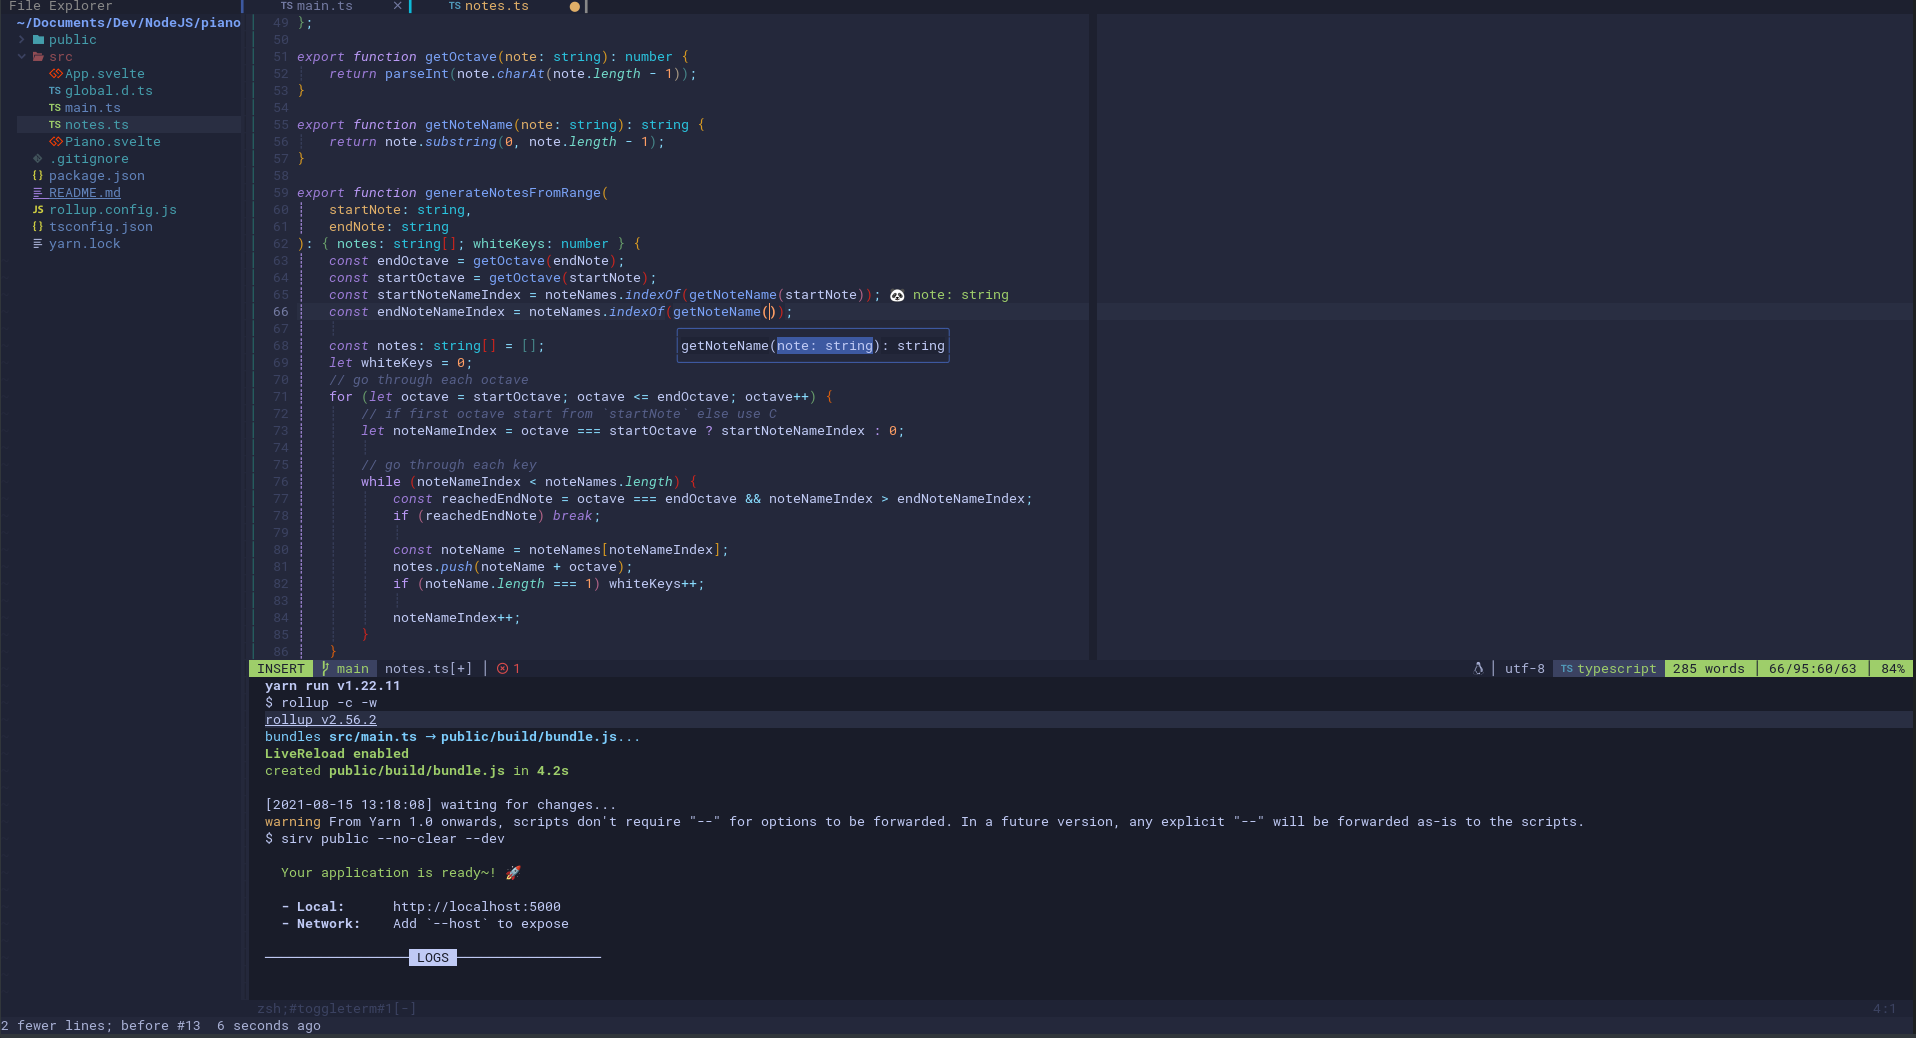 File Explorer
~/Documents/Dev/NodeJS/piano
public
src
App.svelte
TS global.d.ts
TS main.ts
TS notes.ts
Piano.svelte
.gitignore
{} package.json
README.md
JS rollup.config.js
{} tsconfig.json
yarn.lock
TS main.ts ×
TS notes.ts
49 };
50
51 export function getOctave(note: string): number {
52 return parseInt(note.charAt(note.length - 1));
53 }
54
55 export function getNoteName(note: string): string {
56 return note.substring(0, note.length - 1);
57 }
58
59 export function generateNotesFromRange(
60 startNote: string,
61 endNote: string
62 ): { notes: string[]; whiteKeys: number } {
63 const endOctave = getOctave(endNote);
64 const startOctave = getOctave(startNote);
65 const startNoteNameIndex = noteNames.indexOf(getNoteName(startNote)); 🐼 note: string
66 const endNoteNameIndex = noteNames.indexOf(getNoteName());
67
68 const notes: string[] = []; getNoteName(note: string): string
69 let whiteKeys = 0;
70 // go through each octave
71 for (let octave = startOctave; octave <= endOctave; octave++) {
72 // if first octave start from `startNote` else use C
73 let noteNameIndex = octave === startOctave ? startNoteNameIndex : 0;
74
75 // go through each key
76 while (noteNameIndex < noteNames.length) {
77 const reachedEndNote = octave === endOctave && noteNameIndex > endNoteNameIndex;
78 if (reachedEndNote) break;
79
80 const noteName = noteNames[noteNameIndex];
81 notes.push(noteName + octave);
82 if (noteName.length === 1) whiteKeys++;
83
84 noteNameIndex++;
85 }
86 }
INSERT main notes.ts[+] 1 utf-8 TS typescript 285 words 66/95:60/63 84%
yarn run v1.22.11
$ rollup -c -w
rollup v2.56.2
bundles src/main.ts → public/build/bundle.js...
LiveReload enabled
created public/build/bundle.js in 4.2s
[2021-08-15 13:18:08] waiting for changes...
warning From Yarn 1.0 onwards, scripts don't require "--" for options to be forwarded. In a future version, any explicit "--" will be forwarded as-is to the scripts.
$ sirv public --no-clear --dev
Your application is ready~! 🚀
- Local: http://localhost:5000
- Network: Add `--host` to expose
LOGS
zsh;#toggleterm#1[-] 4:1
2 fewer lines; before #13 6 seconds ago